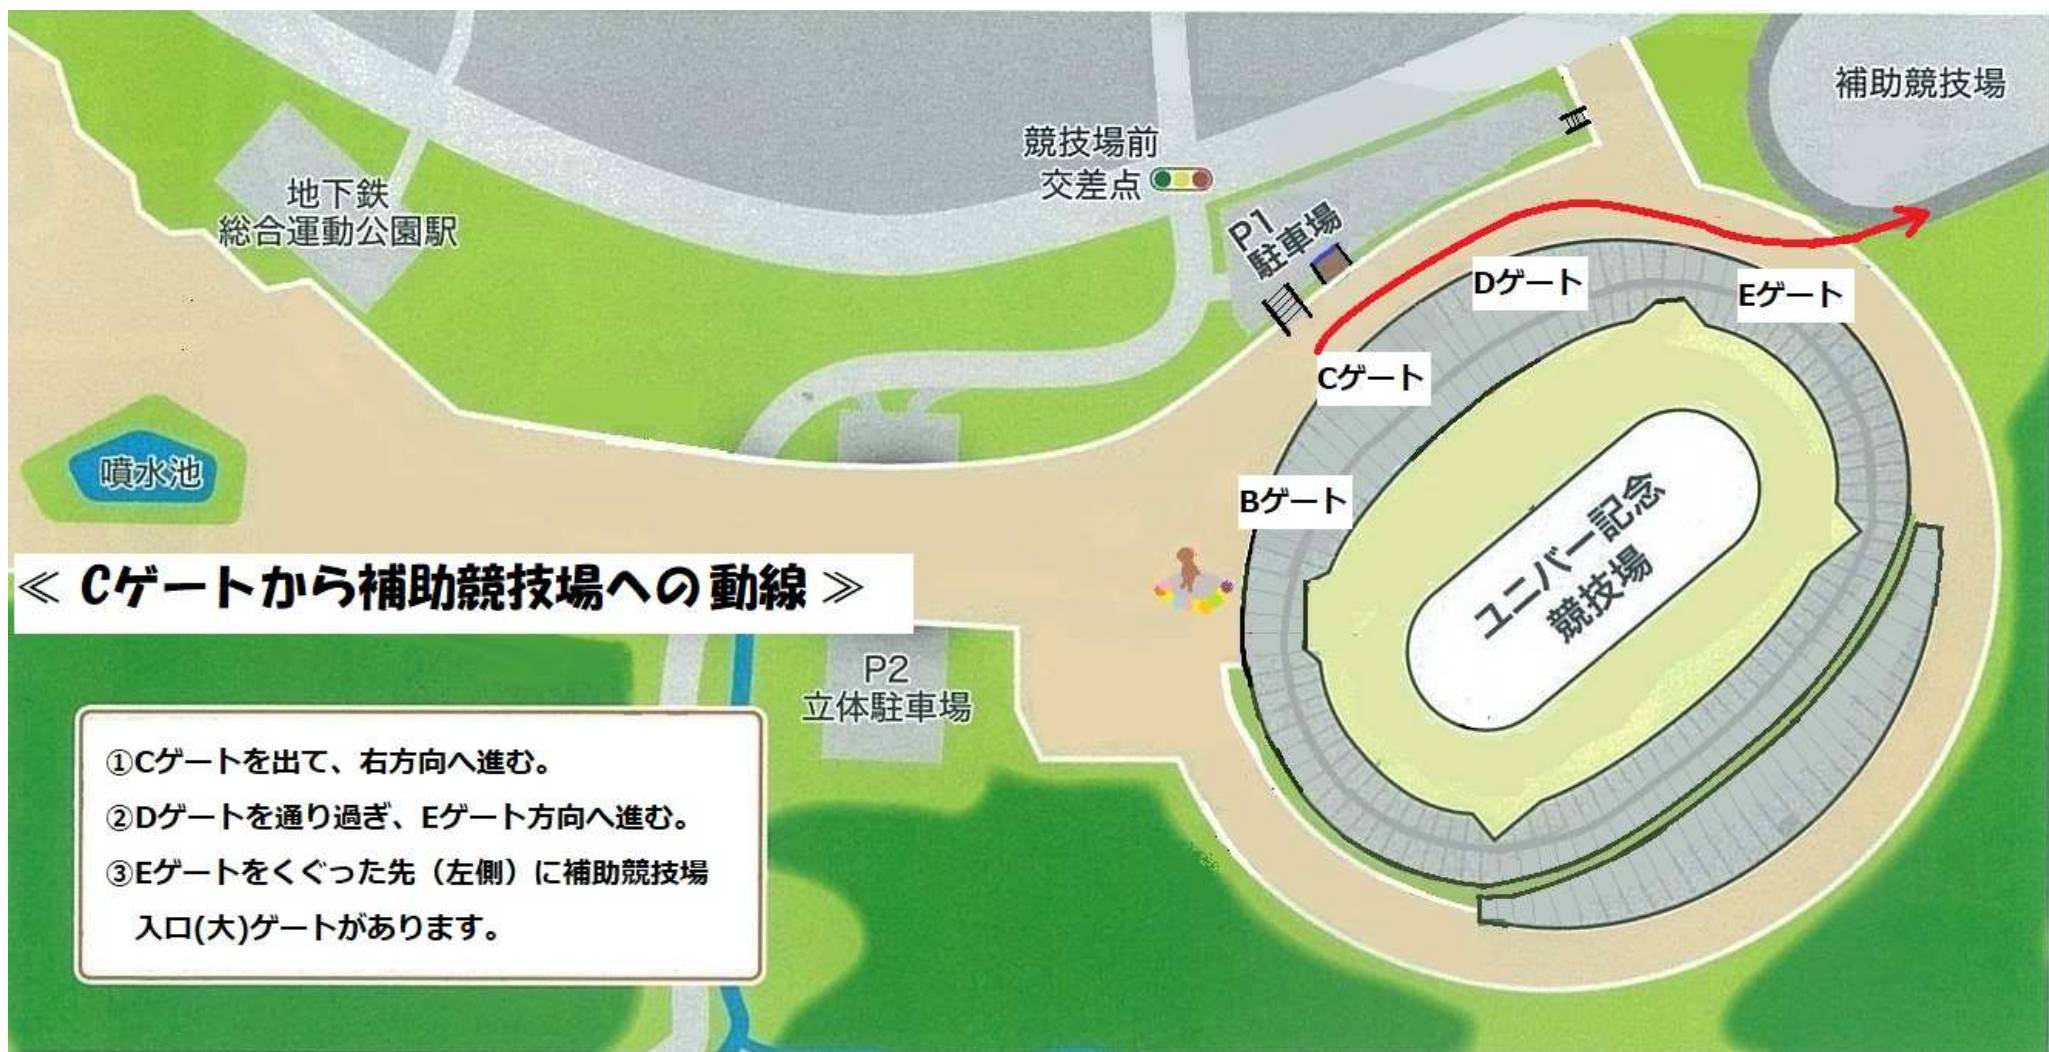 補助競技場
競技場前
交差点
地下鉄
総合運動公園駅
P1
駐車場
Dゲート
Eゲート
Cゲート
噴水池
Bゲート
ユニバー記念
競技場
≪ Cゲートから補助競技場への動線 ≫
P2
立体駐車場
①Cゲートを出て、右方向へ進む。
②Dゲートを通り過ぎ、Eゲート方向へ進む。
③Eゲートをくぐった先（左側）に補助競技場
入口(大)ゲートがあります。